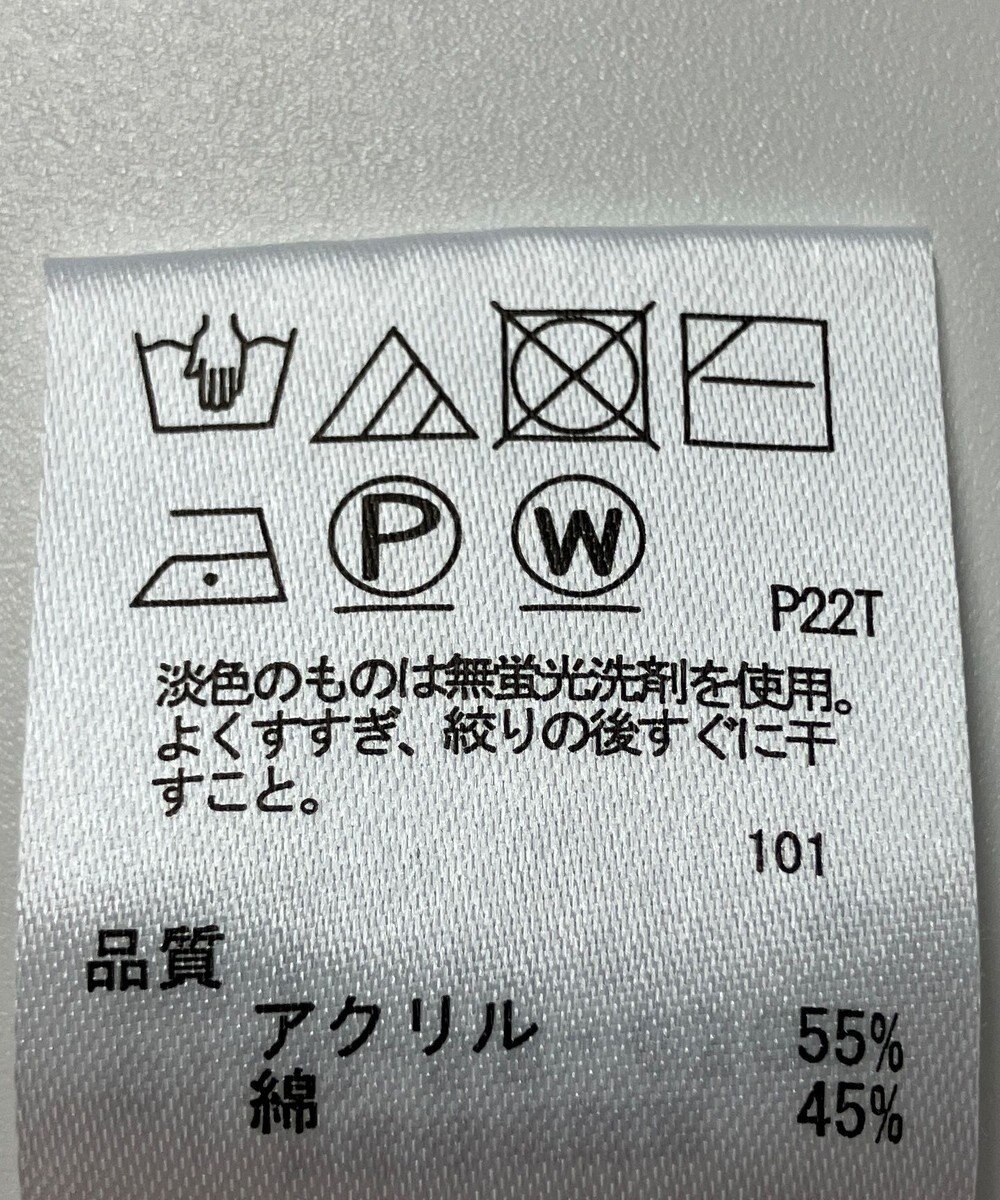 P W
P22T
淡色のものは無蛍光洗剤を使用。
よくすすぎ、絞りの後すぐに干
すこと。
101
品質
アクリル 55%
綿 45%